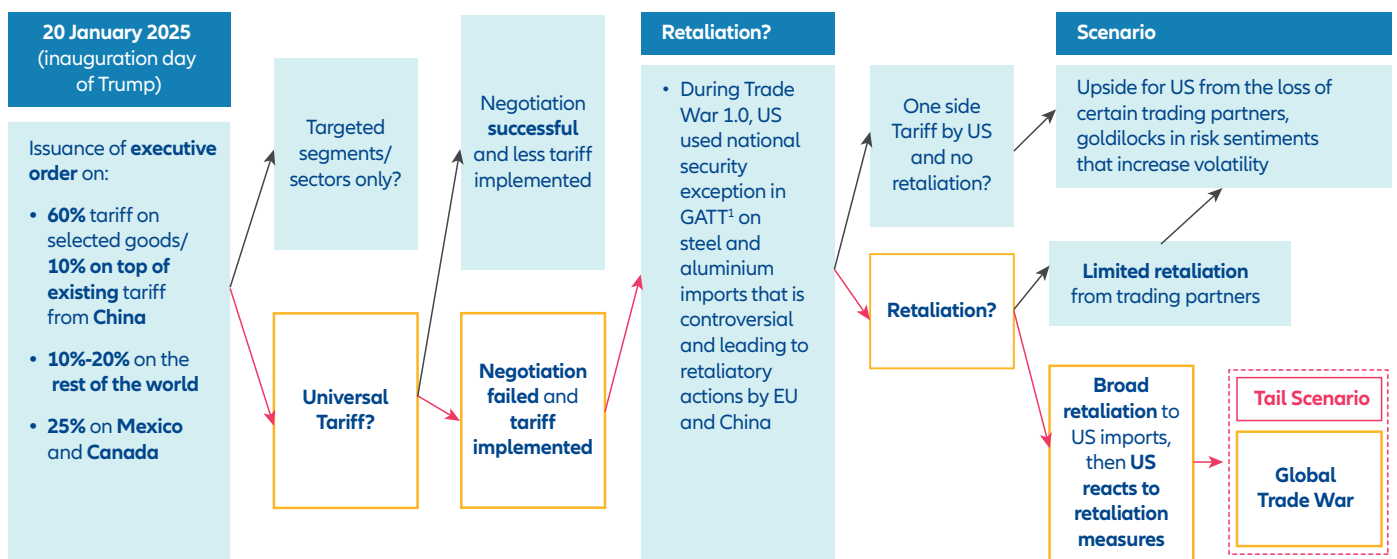 20 January 2025
(inauguration day
of Trump)
Issuance of executive
order on:
• 60% tariff on
selected goods/
10% on top of
existing tariff
from China
• 10%-20% on the
rest of the world
• 25% on Mexico
and Canada
Targeted
segments/
sectors only?
Universal
Tariff?
Negotiation
successful
and less tariff
implemented
Negotiation
failed and
tariff
implemented
Retaliation?
• During Trade
War 1.0, US
used national
security
exception in
GATT¹ on
steel and
aluminium
imports that is
controversial
and leading to
retaliatory
actions by EU
and China
One side
Tariff by US
and no
retaliation?
Retaliation?
Scenario
Upside for US from the loss of
certain trading partners,
goldilocks in risk sentiments
that increase volatility
Limited retaliation
from trading partners
Broad
retaliation to
US imports,
then US
reacts to
retaliation
measures
Tail Scenario
Global
Trade War